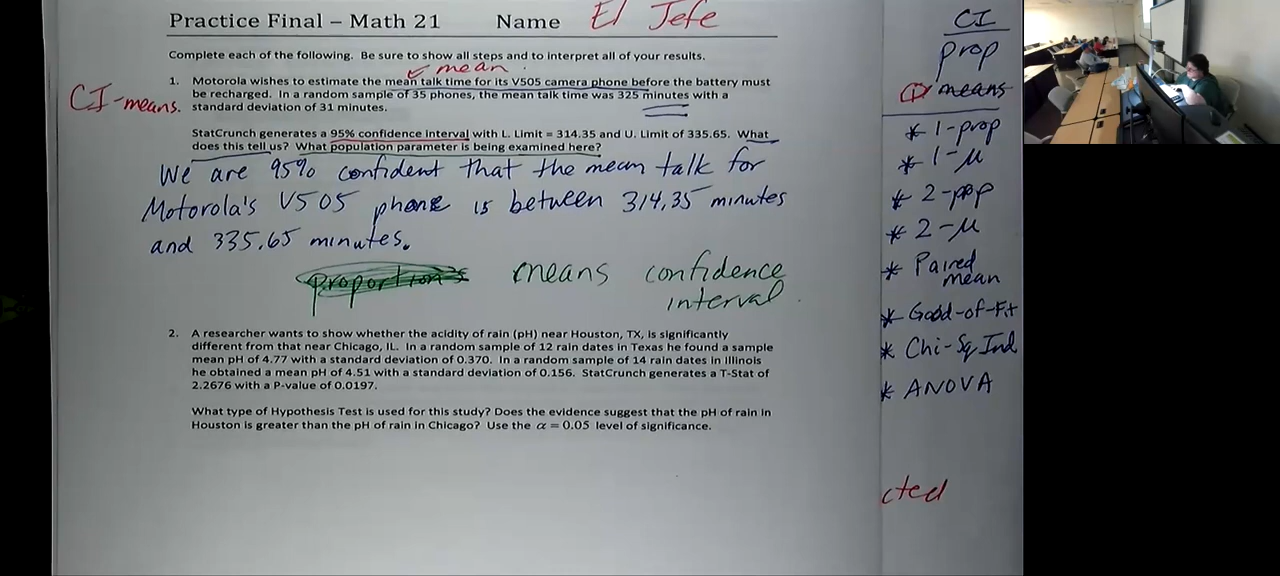 Practice Final – Math 21 Name El Jefe
Complete each of the following. Be sure to show all steps and to interpret all of your results.
mean
1. Motorola wishes to estimate the mean talk time for its V505 camera phone before the battery must
be recharged. In a random sample of 35 phones, the mean talk time was 325 minutes with a
standard deviation of 31 minutes.
CI-means.
StatCrunch generates a 95% confidence interval with L. Limit = 314.35 and U. Limit of 335.65. What
does this tell us? What population parameter is being examined here?
We are 95% confident that the mean talk for
Motorola's V505 phone is between 314.35 minutes
and 335.65 minutes.
proportion's means confidence
interval
2. A researcher wants to show whether the acidity of rain (pH) near Houston, TX, is significantly
different from that near Chicago, IL. In a random sample of 12 rain dates in Texas he found a sample
mean pH of 4.77 with a standard deviation of 0.370. In a random sample of 14 rain dates in Illinois
he obtained a mean pH of 4.51 with a standard deviation of 0.156. StatCrunch generates a T-Stat of
2.2676 with a P-value of 0.0197.
What type of Hypothesis Test is used for this study? Does the evidence suggest that the pH of rain in
Houston is greater than the pH of rain in Chicago? Use the α = 0.05 level of significance.
CI
prop
means
* 1-prop
* 1-μ
* 2-prop
* 2-μ
* Paired
mean
* Good-of-Fit
* Chi-Sq Ind
* ANOVA
cted